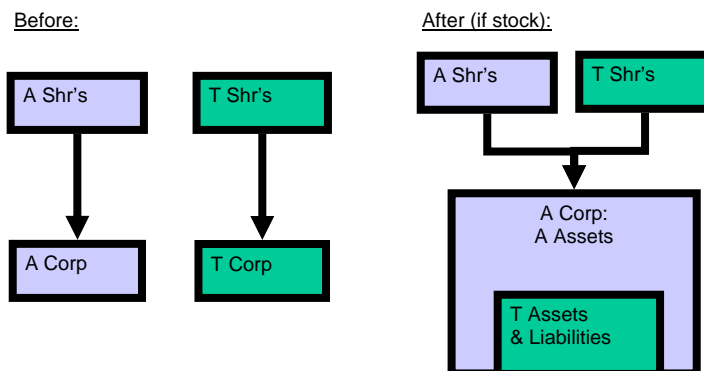 Before:
After (if stock):
A Shr's
T Shr's
A Shr's
T Shr's
A Corp
T Corp
A Corp:
A Assets
T Assets
& Liabilities